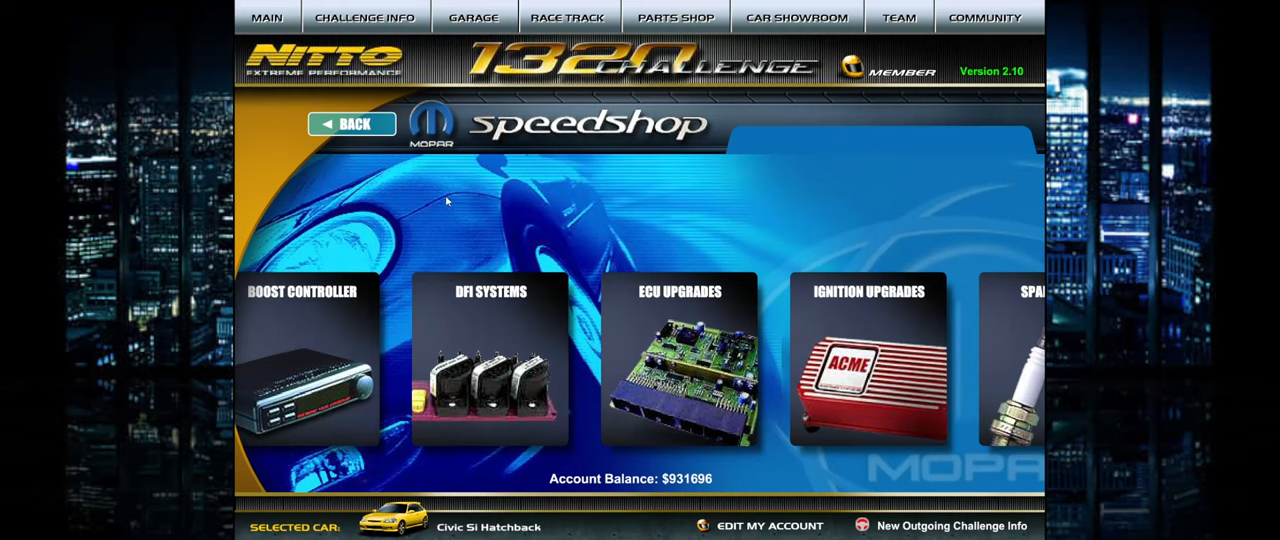 MAIN
CHALLENGE INFO
GARAGE
RACE TRACK
PARTS SHOP
CAR SHOWROOM
TEAM
COMMUNITY
NITTO
EXTREME PERFORMANCE
1320 CHALLENGE
MEMBER
Version 2.10
◄ BACK
MOPAR
speedshop
BOOST CONTROLLER
DFI SYSTEMS
ECU UPGRADES
IGNITION UPGRADES
SPA
ACME
MOPA
Account Balance: $931696
SELECTED CAR:
Civic Si Hatchback
EDIT MY ACCOUNT
New Outgoing Challenge Info